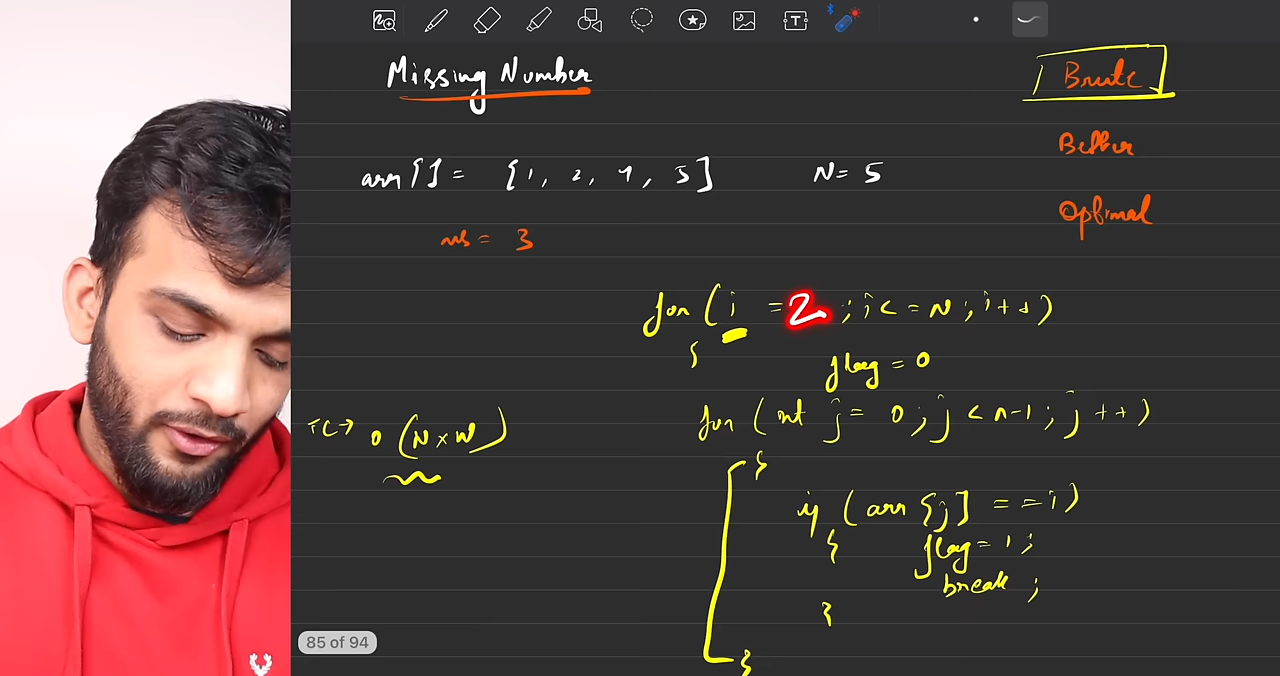 Missing Number
Brute
Better
Optimal
arr[] = {1, 2, 4, 5}
N = 5
ans = 3
for (i = 2 ; i <= N ; i++)
{
flag = 0
for (int j = 0 ; j < n-1 ; j++)
{
TC → O(N×N)
if (arr[j] == i)
{
flag = 1 ;
break ;
}
}
85 of 94